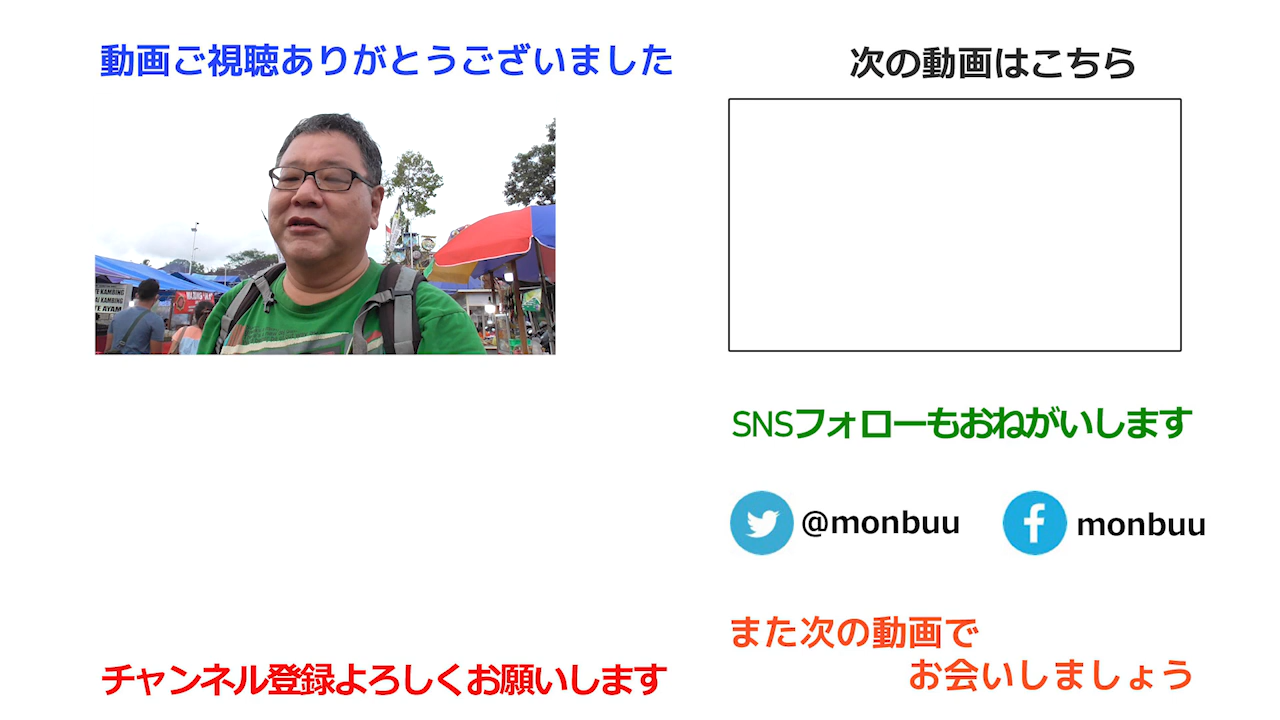 動画ご視聴ありがとうございました
次の動画はこちら
KAMBING
KAMBING
AYAM
SNSフォローもおねがいします
@monbuu
monbuu
また次の動画で
お会いしましょう
チャンネル登録よろしくお願いします